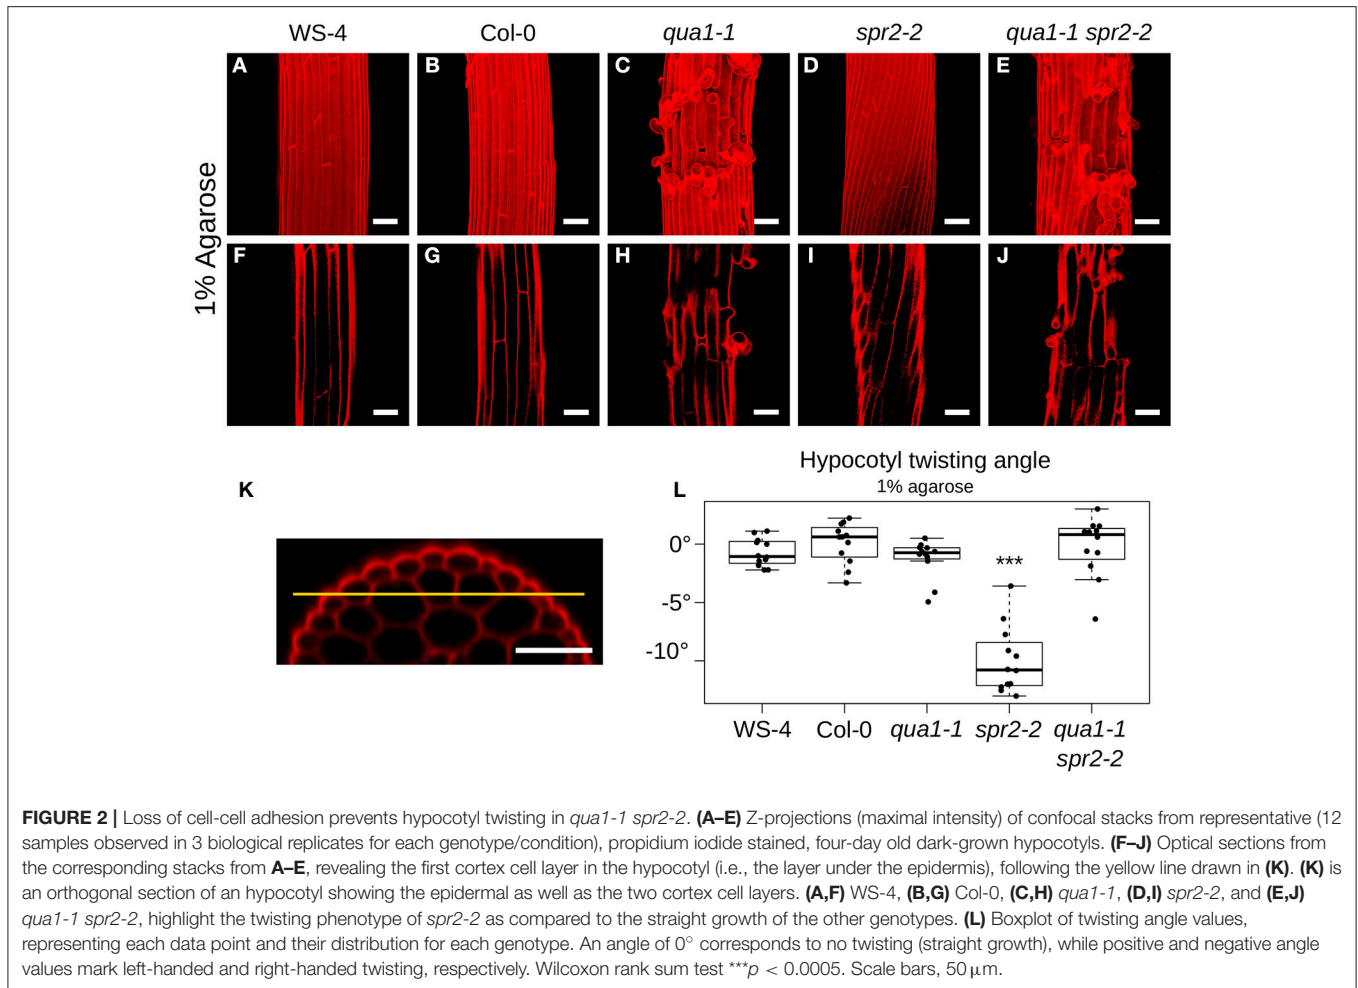 WS-4 Col-0 qua1-1 spr2-2 qua1-1 spr2-2
A B C D E
1% Agarose
F G H I J
Hypocotyl twisting angle
1% agarose
K L
0°
***
-5°
-10°
WS-4 Col-0 qua1-1 spr2-2 qua1-1
spr2-2
FIGURE 2 | Loss of cell-cell adhesion prevents hypocotyl twisting in qua1-1 spr2-2. (A–E) Z-projections (maximal intensity) of confocal stacks from representative (12
samples observed in 3 biological replicates for each genotype/condition), propidium iodide stained, four-day old dark-grown hypocotyls. (F–J) Optical sections from
the corresponding stacks from A–E, revealing the first cortex cell layer in the hypocotyl (i.e., the layer under the epidermis), following the yellow line drawn in (K). (K) is
an orthogonal section of an hypocotyl showing the epidermal as well as the two cortex cell layers. (A,F) WS-4, (B,G) Col-0, (C,H) qua1-1, (D,I) spr2-2, and (E,J)
qua1-1 spr2-2, highlight the twisting phenotype of spr2-2 as compared to the straight growth of the other genotypes. (L) Boxplot of twisting angle values,
representing each data point and their distribution for each genotype. An angle of 0° corresponds to no twisting (straight growth), while positive and negative angle
values mark left-handed and right-handed twisting, respectively. Wilcoxon rank sum test ***p < 0.0005. Scale bars, 50 μm.